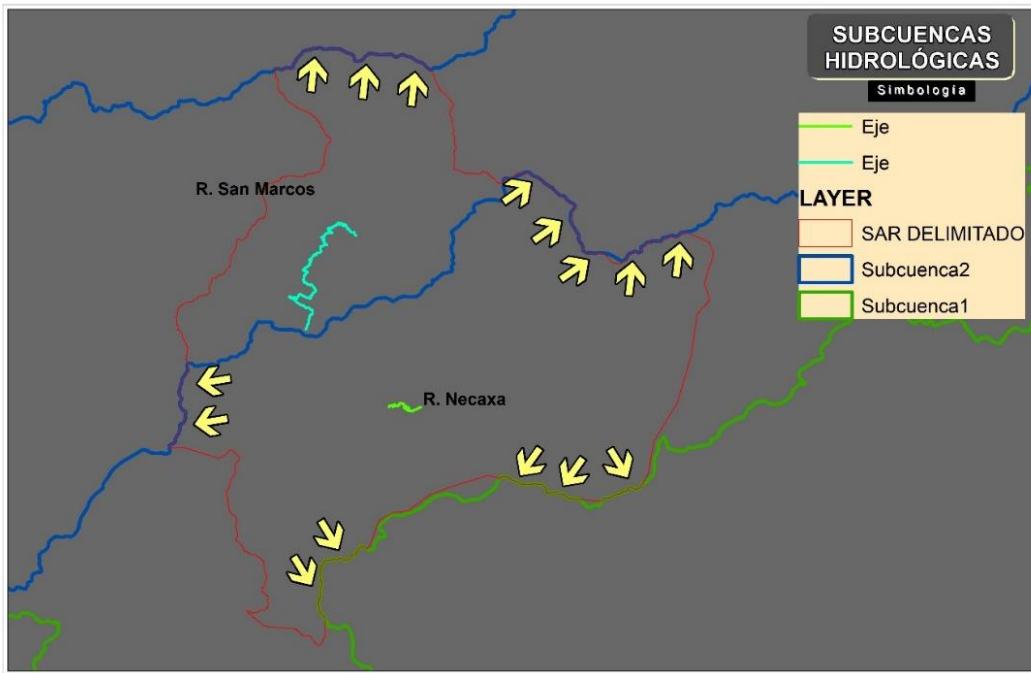 SUBCUENCAS
HIDROLÓGICAS
Simbología
Eje
Eje
LAYER
SAR DELIMITADO
Subcuenca2
Subcuenca1
R. San Marcos
R. Necaxa